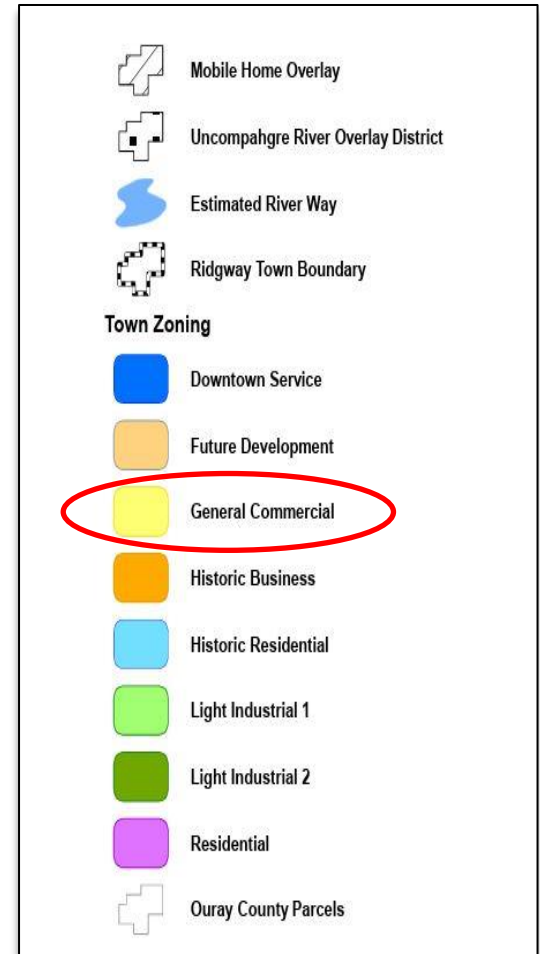 Mobile Home Overlay
Uncompahgre River Overlay District
Estimated River Way
Ridgway Town Boundary
Town Zoning
Downtown Service
Future Development
General Commercial
Historic Business
Historic Residential
Light Industrial 1
Light Industrial 2
Residential
Ouray County Parcels